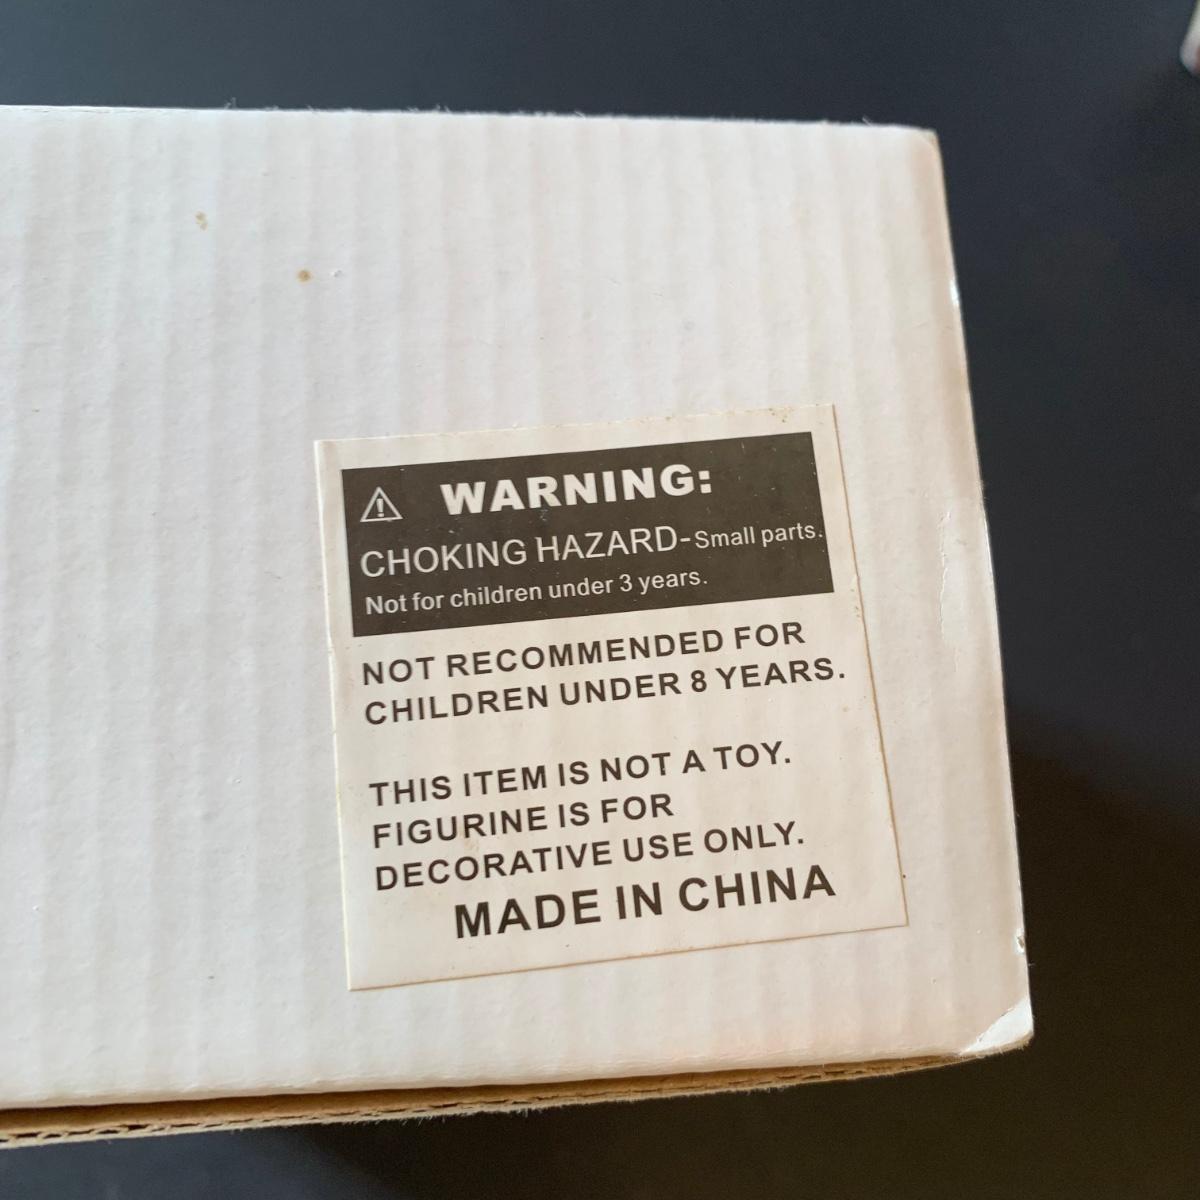 WARNING:
CHOKING HAZARD-Small parts.
Not for children under 3 years.
NOT RECOMMENDED FOR
CHILDREN UNDER 8 YEARS.
THIS ITEM IS NOT A TOY.
FIGURINE IS FOR
DECORATIVE USE ONLY.
MADE IN CHINA